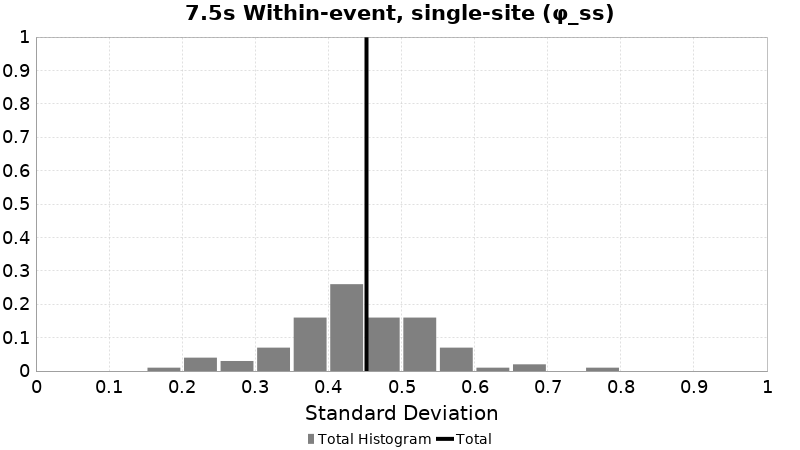 7.5s Within-event, single-site (φ_ss)
1
0.9
0.8
0.7
0.6
0.5
0.4
0.3
0.2
0.1
0
0 0.1 0.2 0.3 0.4 0.5 0.6 0.7 0.8 0.9 1
Standard Deviation
Total Histogram Total